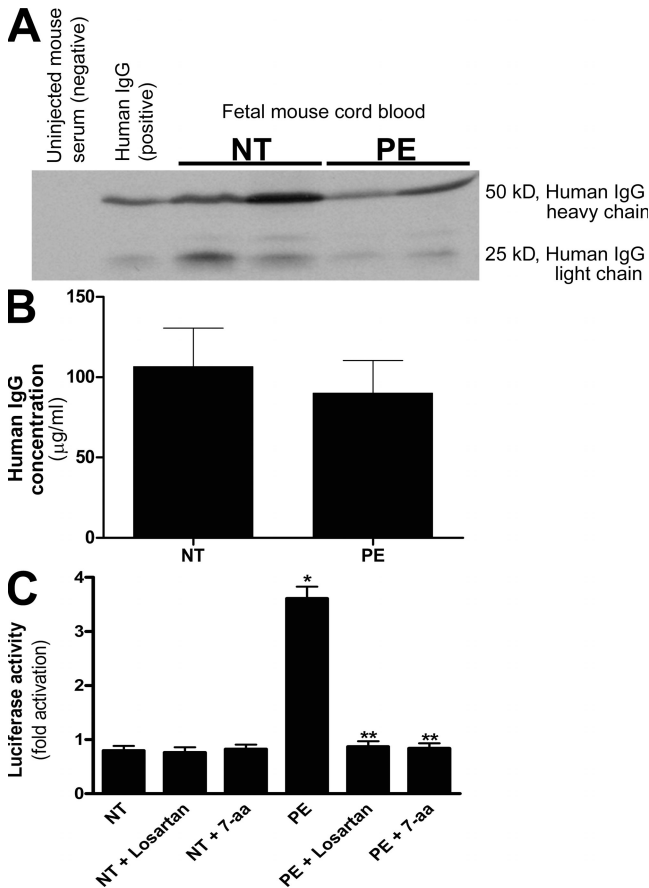 A
Uninjected mouse
serum (negative)
Human IgG
(positive)
Fetal mouse cord blood
NT
PE
50 kD, Human IgG
heavy chain
25 kD, Human IgG
light chain
B
Human IgG
concentration
(µg/ml)
150
100
50
0
NT
PE
C
Luciferase activity
(fold activation)
4
3
2
1
0
*
**
**
NT
NT + Losartan
NT + 7-aa
PE
PE + Losartan
PE + 7-aa